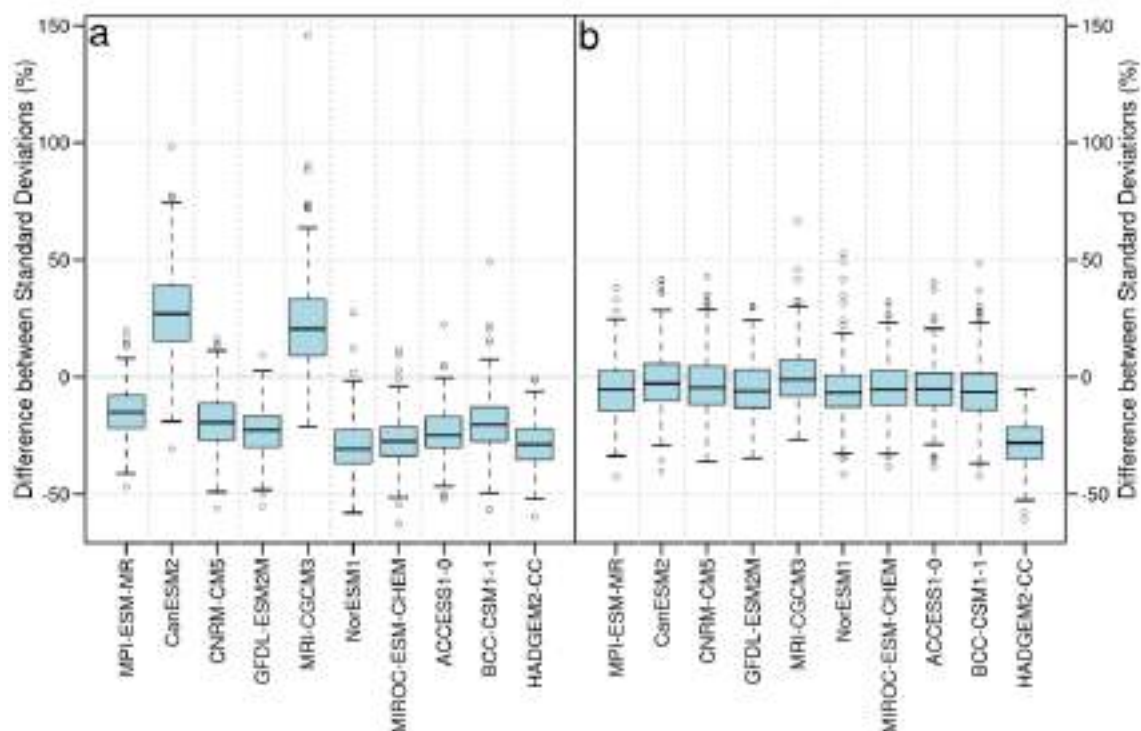 a
b
150
100
50
0
-50
Difference between Standard Deviations (%)
MPI-ESM-MR
CanESM2
CNRM-CM5
GFDL-ESM2M
MRI-CGCM3
NorESM1
MIROC-ESM-CHEM
ACCESS1-0
BCC-CSM1-1
HADGEM2-CC
MPI-ESM-MR
CanESM2
CNRM-CM5
GFDL-ESM2M
MRI-CGCM3
NorESM1
MIROC-ESM-CHEM
ACCESS1-0
BCC-CSM1-1
HADGEM2-CC
150
100
50
0
-50
Difference between Standard Deviations (%)